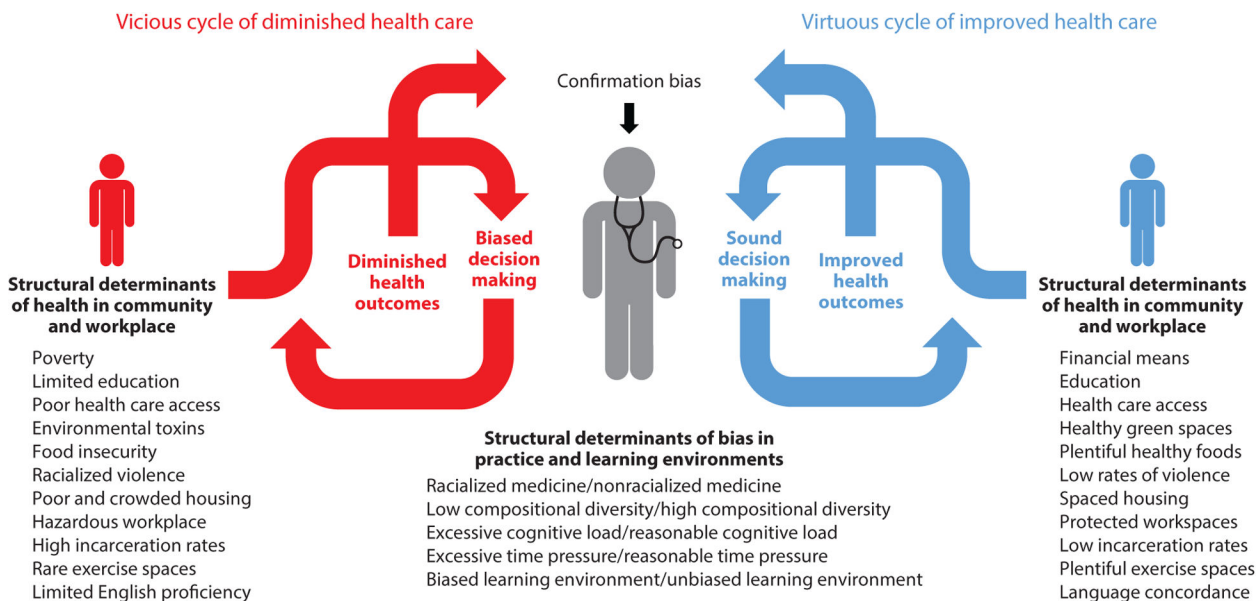 Vicious cycle of diminished health care
Virtuous cycle of improved health care
Confirmation bias
Diminished
health
outcomes
Biased
decision
making
Sound
decision
making
Improved
health
outcomes
Structural determinants
of health in community
and workplace
Poverty
Limited education
Poor health care access
Environmental toxins
Food insecurity
Racialized violence
Poor and crowded housing
Hazardous workplace
High incarceration rates
Rare exercise spaces
Limited English proficiency
Structural determinants of bias in
practice and learning environments
Racialized medicine/nonracialized medicine
Low compositional diversity/high compositional diversity
Excessive cognitive load/reasonable cognitive load
Excessive time pressure/reasonable time pressure
Biased learning environment/unbiased learning environment
Structural determinants
of health in community
and workplace
Financial means
Education
Health care access
Healthy green spaces
Plentiful healthy foods
Low rates of violence
Spaced housing
Protected workspaces
Low incarceration rates
Plentiful exercise spaces
Language concordance